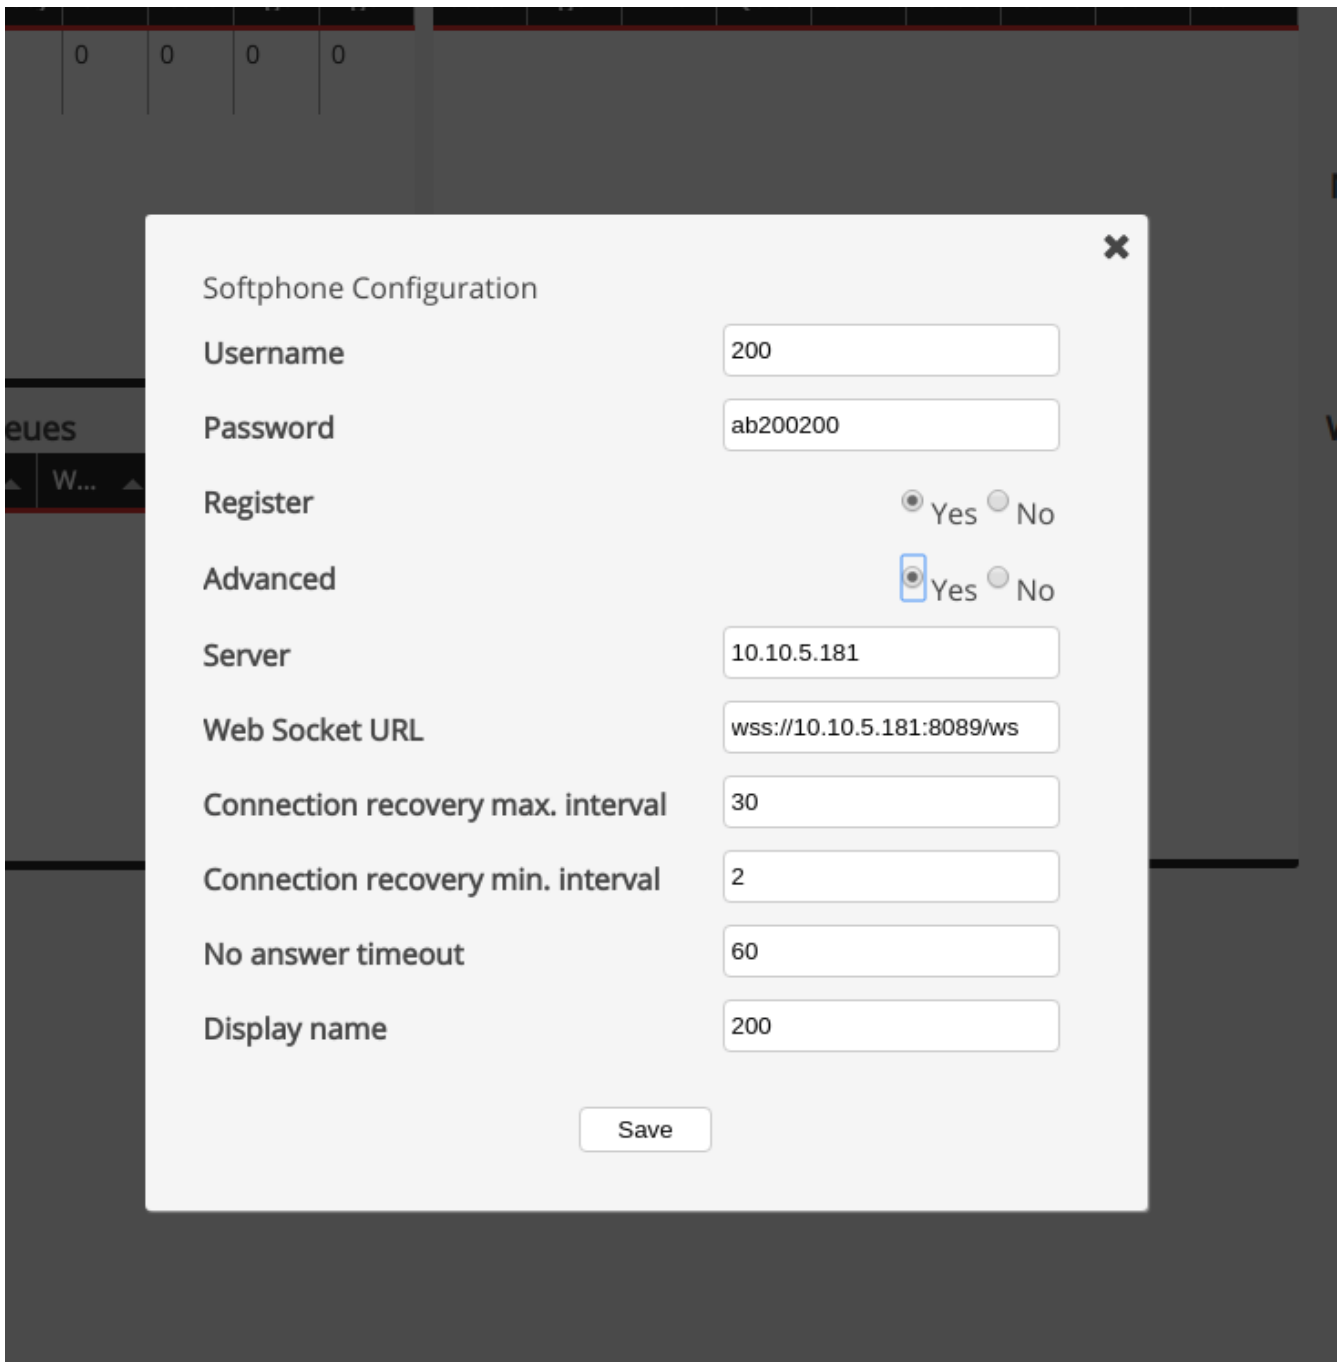 0 0 0 0
Softphone Configuration
Username 200
eues
Password ab200200
W...
Register Yes No
Advanced Yes No
Server 10.10.5.181
Web Socket URL wss://10.10.5.181:8089/ws
Connection recovery max. interval 30
Connection recovery min. interval 2
No answer timeout 60
Display name 200
Save